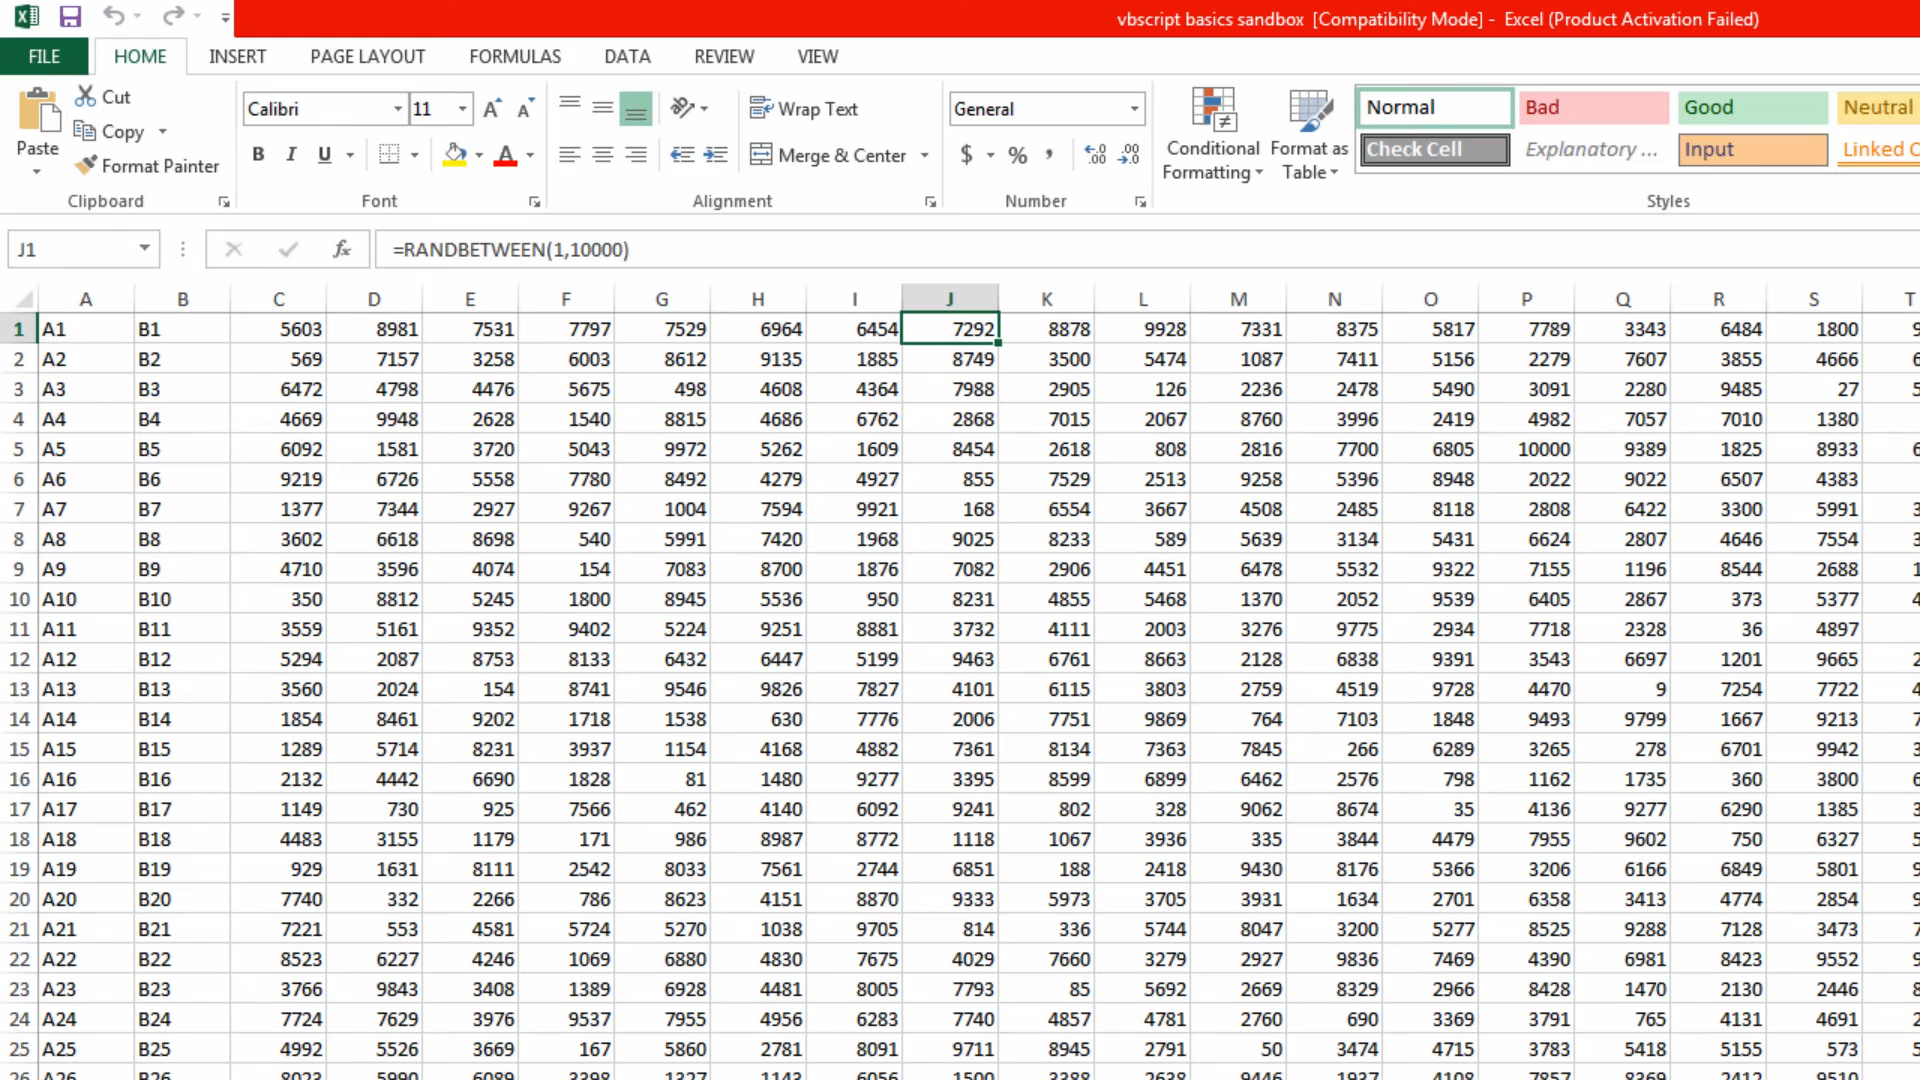 vbscript basics sandbox [Compatibility Mode] - Excel (Product Activation Failed)
FILE HOME INSERT PAGE LAYOUT FORMULAS DATA REVIEW VIEW
Paste
Cut
Copy
Format Painter
Clipboard
Calibri 11
B I U
Font
Wrap Text
Merge & Center
Alignment
General
$ % ,
Number
Conditional Formatting
Format as Table
Normal Bad Good Neutral
Check Cell Explanatory ... Input Linked
Styles
J1 fx =RANDBETWEEN(1,10000)
A B C D E F G H I J K L M N O P Q R S T
1 A1 B1 5603 8981 7531 7797 7529 6964 6454 7292 8878 9928 7331 8375 5817 7789 3343 6484 1800
2 A2 B2 569 7157 3258 6003 8612 9135 1885 8749 3500 5474 1087 7411 5156 2279 7607 3855 4666
3 A3 B3 6472 4798 4476 5675 498 4608 4364 7988 2905 126 2236 2478 5490 3091 2280 9485 27
4 A4 B4 4669 9948 2628 1540 8815 4686 6762 2868 7015 2067 8760 3996 2419 4982 7057 7010 1380
5 A5 B5 6092 1581 3720 5043 9972 5262 1609 8454 2618 808 2816 7700 6805 10000 9389 1825 8933
6 A6 B6 9219 6726 5558 7780 8492 4279 4927 855 7529 2513 9258 5396 8948 2022 9022 6507 4383
7 A7 B7 1377 7344 2927 9267 1004 7594 9921 168 6554 3667 4508 2485 8118 2808 6422 3300 5991
8 A8 B8 3602 6618 8698 540 5991 7420 1968 9025 8233 589 5639 3134 5431 6624 2807 4646 7554
9 A9 B9 4710 3596 4074 154 7083 8700 1876 7082 2906 4451 6478 5532 9322 7155 1196 8544 2688
10 A10 B10 350 8812 5245 1800 8945 5536 950 8231 4855 5468 1370 2052 9539 6405 2867 373 5377
11 A11 B11 3559 5161 9352 9402 5224 9251 8881 3732 4111 2003 3276 9775 2934 7718 2328 36 4897
12 A12 B12 5294 2087 8753 8133 6432 6447 5199 9463 6761 8663 2128 6838 9391 3543 6697 1201 9665
13 A13 B13 3560 2024 154 8741 9546 9826 7827 4101 6115 3803 2759 4519 9728 4470 9 7254 7722
14 A14 B14 1854 8461 9202 1718 1538 630 7776 2006 7751 9869 764 7103 1848 9493 9799 1667 9213
15 A15 B15 1289 5714 8231 3937 1154 4168 4882 7361 8134 7363 7845 266 6289 3265 278 6701 9942
16 A16 B16 2132 4442 6690 1828 81 1480 9277 3395 8599 6899 6462 2576 798 1162 1735 360 3800
17 A17 B17 1149 730 925 7566 462 4140 6092 9241 802 328 9062 8674 35 4136 9277 6290 1385
18 A18 B18 4483 3155 1179 171 986 8987 8772 1118 1067 3936 335 3844 4479 7955 9602 750 6327
19 A19 B19 929 1631 8111 2542 8033 7561 2744 6851 188 2418 9430 8176 5366 3206 6166 6849 5801
20 A20 B20 7740 332 2266 786 8623 4151 8870 9333 5973 3705 3931 1634 2701 6358 3413 4774 2854
21 A21 B21 7221 553 4581 5724 5270 1038 9705 814 336 5744 8047 3200 5277 8525 9288 7128 3473
22 A22 B22 8523 6227 4246 1069 6880 4830 7675 4029 7660 3279 2927 9836 7469 4390 6981 8423 9552
23 A23 B23 3766 9843 3408 1389 6928 4481 8005 7793 85 5692 2669 8329 2966 8428 1470 2130 2446
24 A24 B24 7724 7629 3976 9537 7955 4956 6283 7740 4857 4781 2760 690 3369 3791 765 4131 4691
25 A25 B25 4992 5526 3669 167 5860 2781 8091 9711 8945 2791 50 3474 4715 3783 5418 5155 573